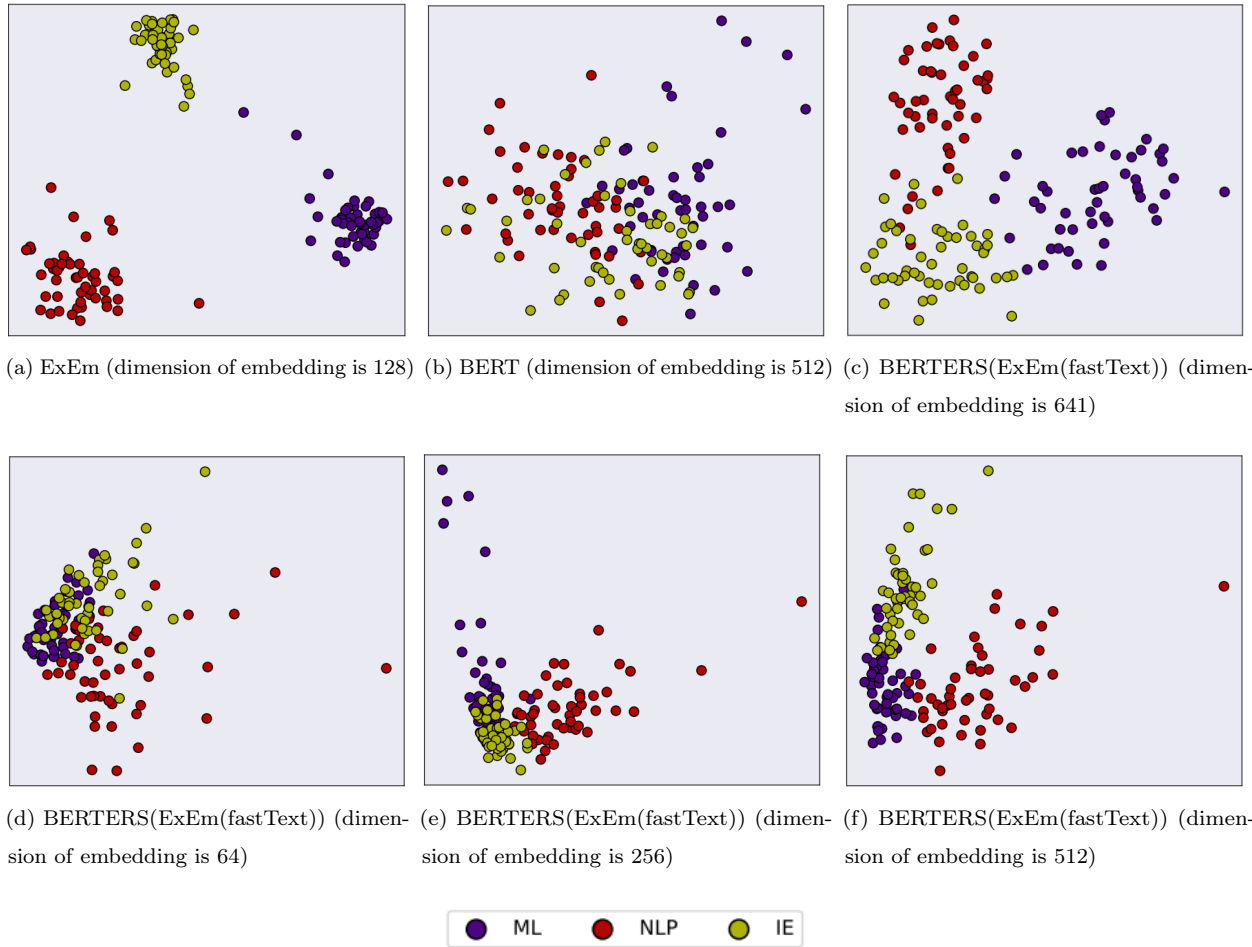 (a) ExEm (dimension of embedding is 128)
(b) BERT (dimension of embedding is 512)
(c) BERTERS(ExEm(fastText)) (dimen-
sion of embedding is 641)
(d) BERTERS(ExEm(fastText)) (dimen-
sion of embedding is 64)
(e) BERTERS(ExEm(fastText)) (dimen-
sion of embedding is 256)
(f) BERTERS(ExEm(fastText)) (dimen-
sion of embedding is 512)
ML NLP IE